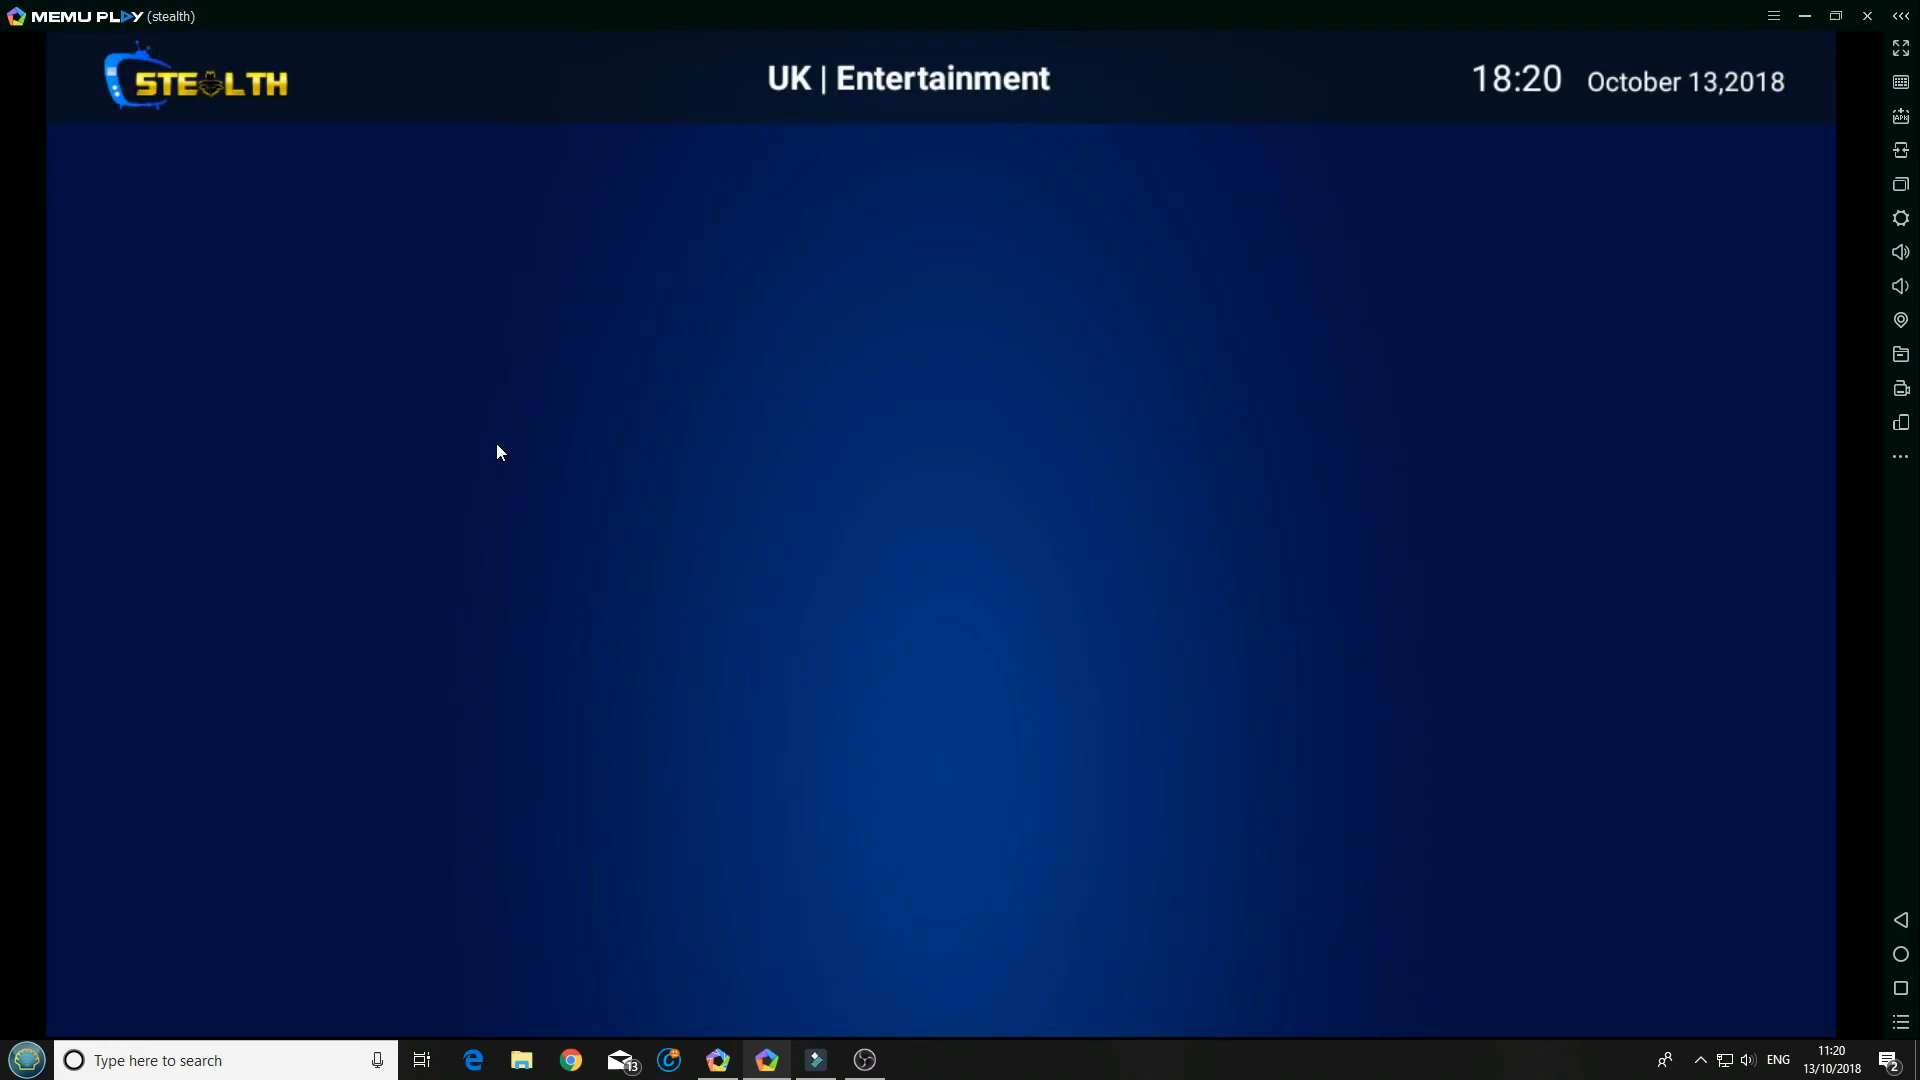 MEMU PLAY (stealth)
STEALTH
UK | Entertainment
18:20 October 13,2018
APK
Type here to search
13
ENG
11:20
13/10/2018
2